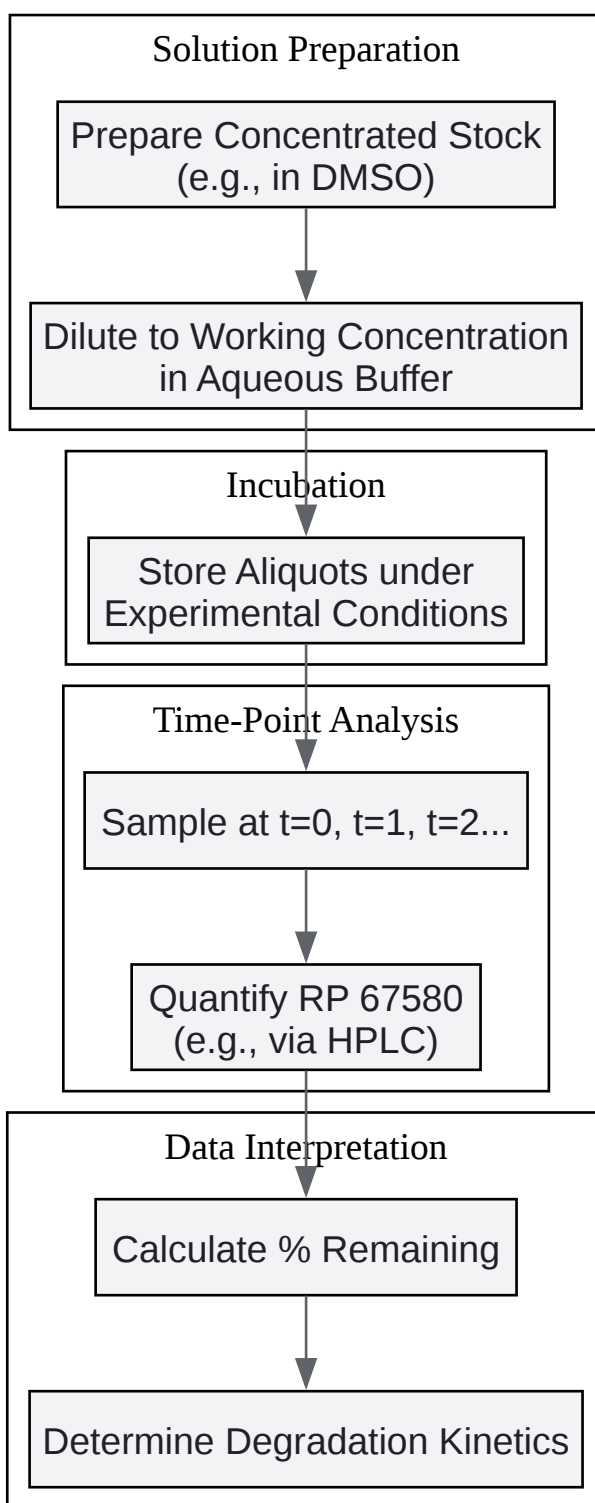 Solution Preparation
Prepare Concentrated Stock
(e.g., in DMSO)
Dilute to Working Concentration
in Aqueous Buffer
Incubation
Store Aliquots under
Experimental Conditions
Time-Point Analysis
Sample at t=0, t=1, t=2...
Quantify RP 67580
(e.g., via HPLC)
Data Interpretation
Calculate % Remaining
Determine Degradation Kinetics